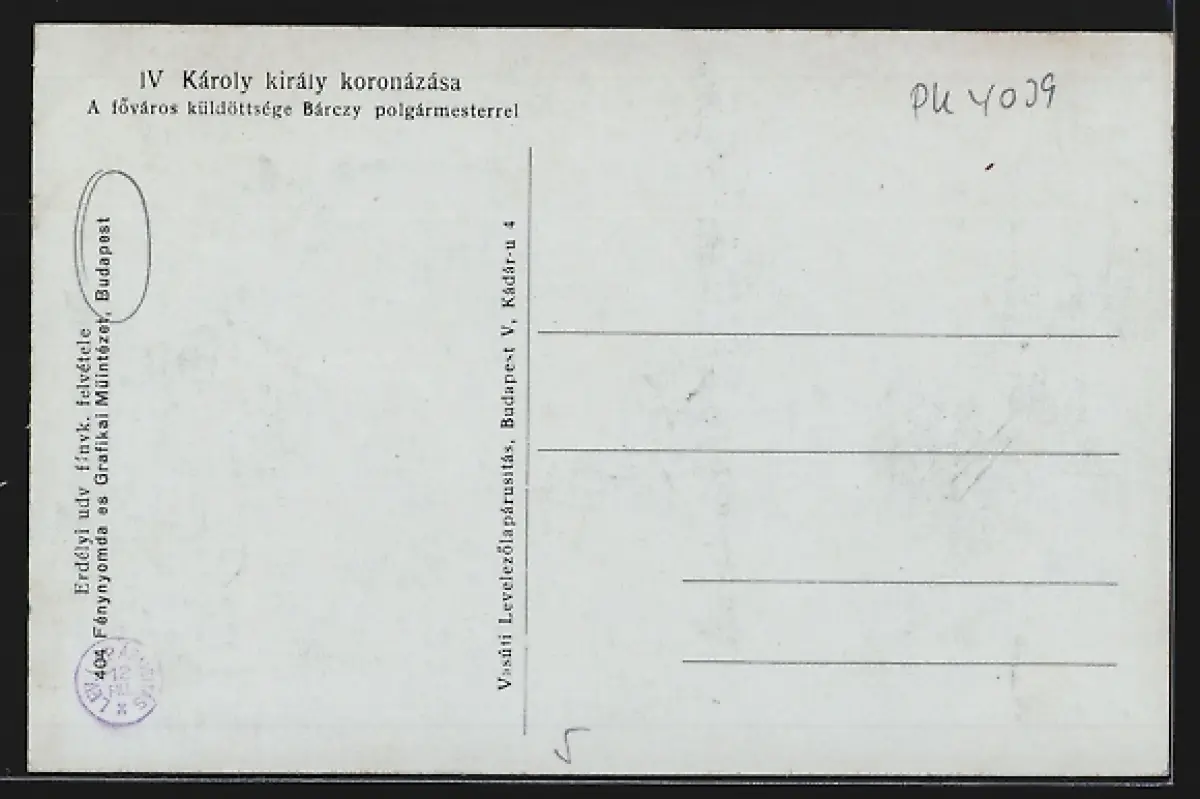 IV Károly király koronázása
A főváros küldöttsége Bárczy polgármesterrel
PK 4039
Erdélyi udv fényk. felvétele
404 Fénynyomda es Grafikai Müintézet, Budapest
Vasúti Levelezőlapárusitás, Budapest V, Kádár-u 4